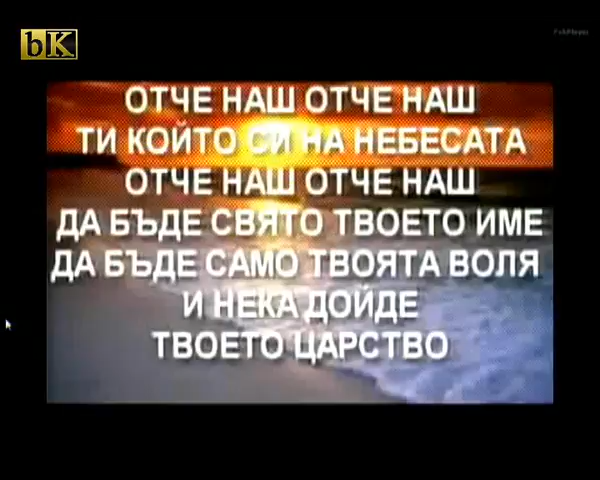 bK
ОТЧЕ НАШ ОТЧЕ НАШ
ТИ КОЙТО СИ НА НЕБЕСАТА
ОТЧЕ НАШ ОТЧЕ НАШ
ДА БЪДЕ СВЯТО ТВОЕТО ИМЕ
ДА БЪДЕ САМО ТВОЯТА ВОЛЯ
И НЕКА ДОЙДЕ
ТВОЕТО ЦАРСТВО